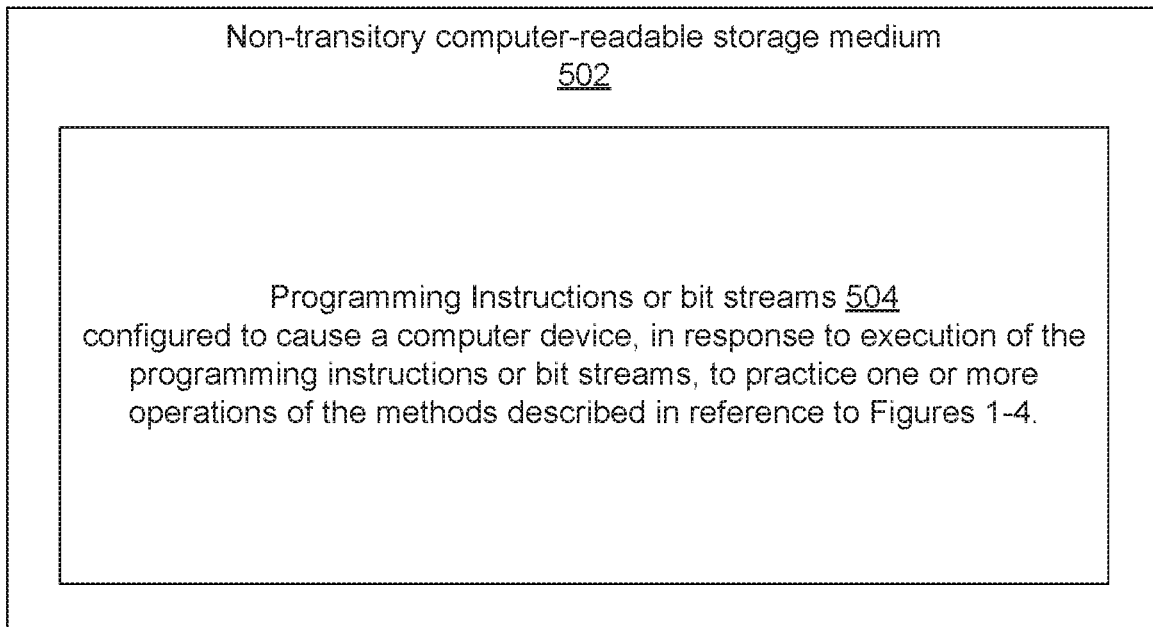 Non-transitory computer-readable storage medium
502
Programming Instructions or bit streams 504
configured to cause a computer device, in response to execution of the
programming instructions or bit streams, to practice one or more
operations of the methods described in reference to Figures 1-4.